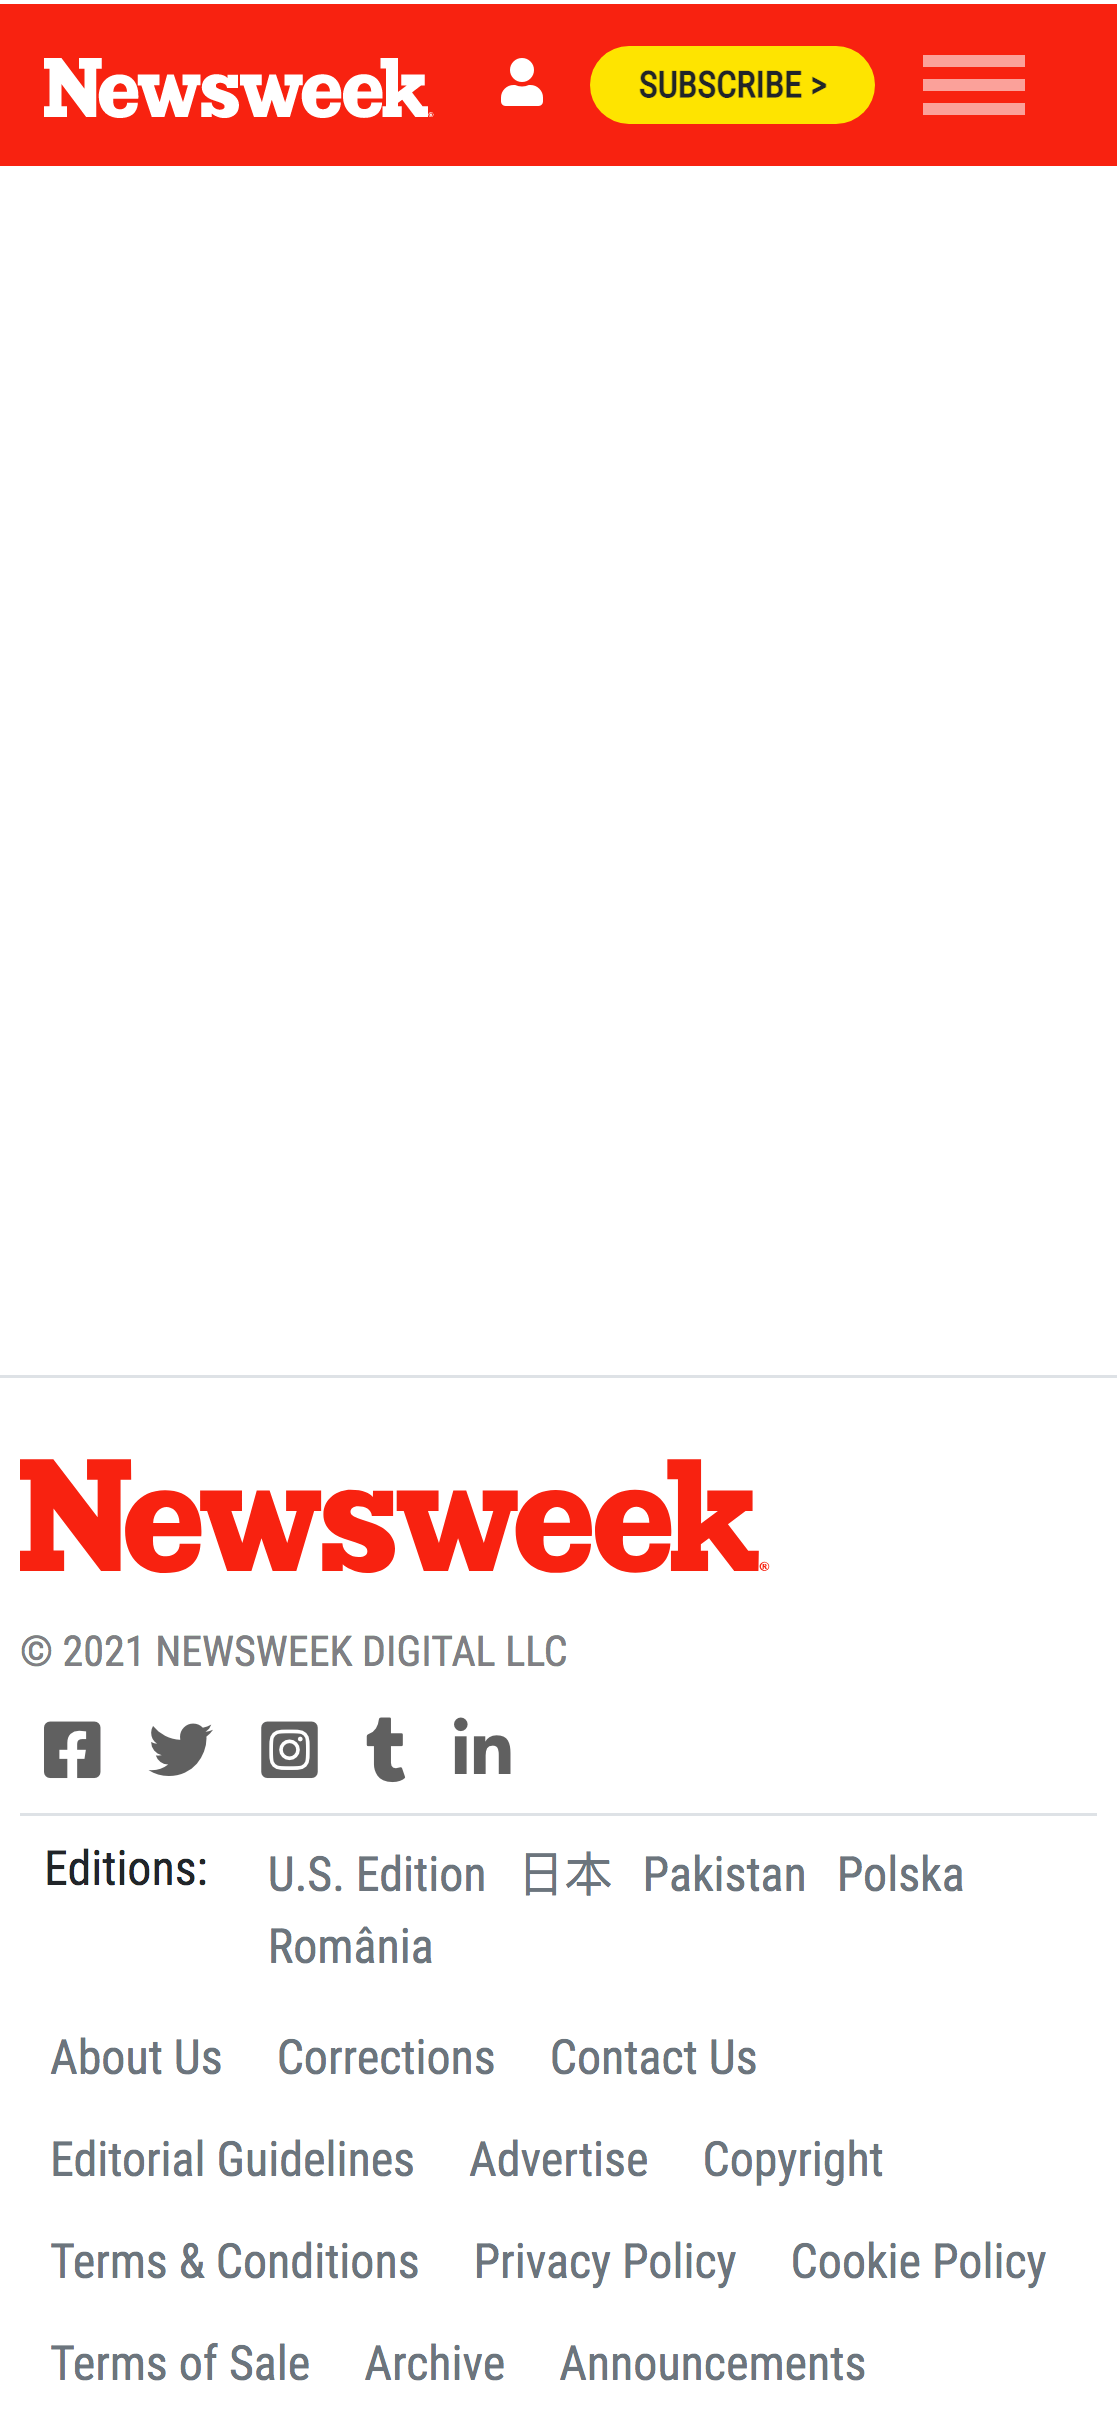 Newsweek® SUBSCRIBE >
Newsweek®
© 2021 NEWSWEEK DIGITAL LLC
Editions: U.S. Edition 日本 Pakistan Polska
România
About Us Corrections Contact Us
Editorial Guidelines Advertise Copyright
Terms & Conditions Privacy Policy Cookie Policy
Terms of Sale Archive Announcements